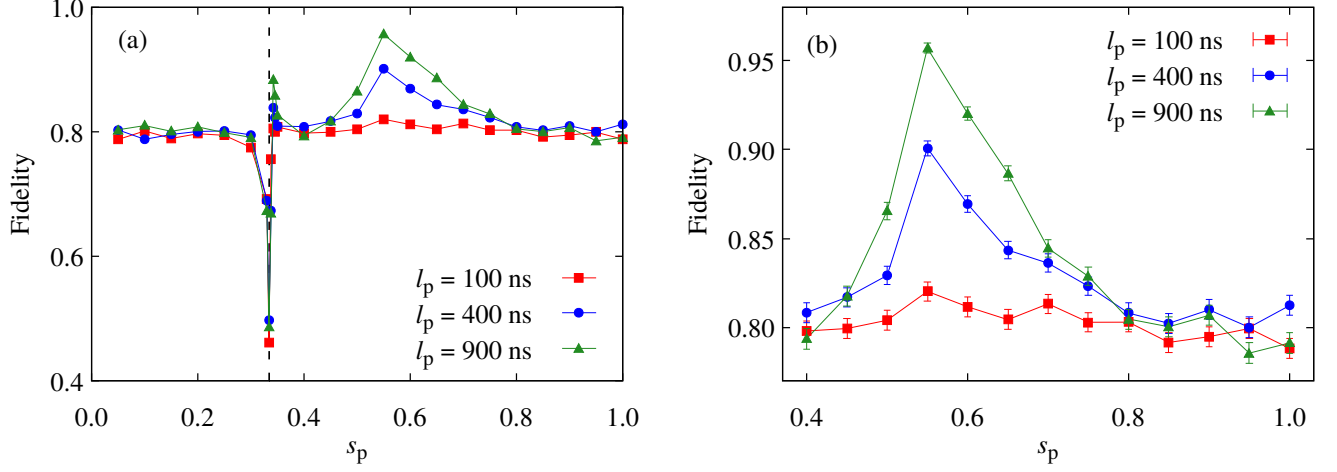 (a)
Fidelity
1.0
0.8
0.6
0.4
l_p = 100 ns
l_p = 400 ns
l_p = 900 ns
0.0 0.2 0.4 0.6 0.8 1.0
s_p
(b)
Fidelity
0.95
0.90
0.85
0.80
l_p = 100 ns
l_p = 400 ns
l_p = 900 ns
0.4 0.6 0.8 1.0
s_p